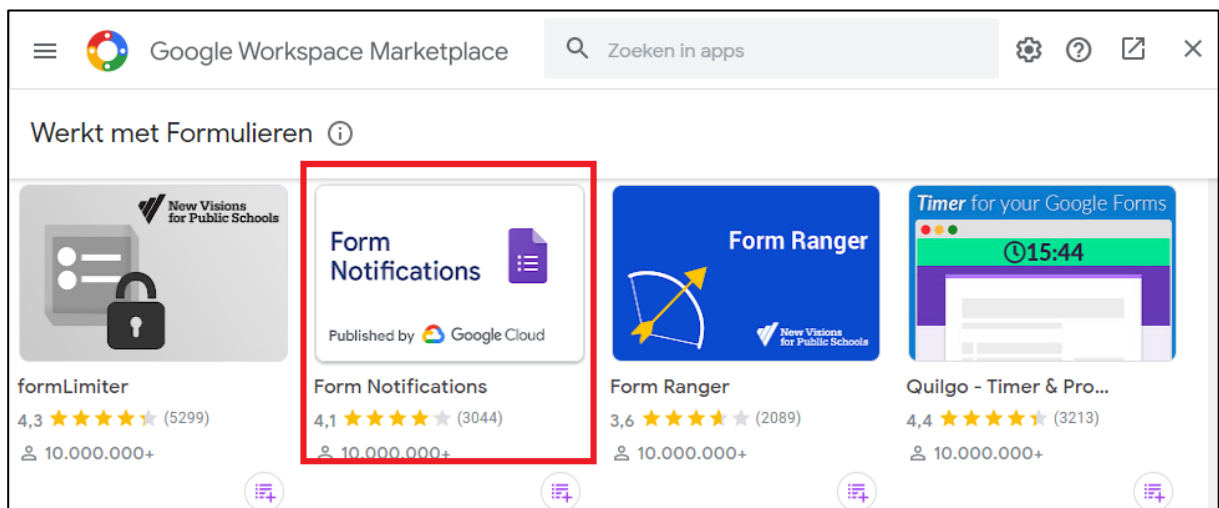 Google Workspace Marketplace
Zoeken in apps
Werkt met Formulieren
New Visions
for Public Schools
Form
Notifications
Published by Google Cloud
Form Ranger
New Visions
for Public Schools
Timer for your Google Forms
15:44
formLimiter
Form Notifications
Form Ranger
Quilgo - Timer & Pro...
4,3 (5299)
4,1 (3044)
3,6 (2089)
4,4 (3213)
10.000.000+
10.000.000+
10.000.000+
10.000.000+